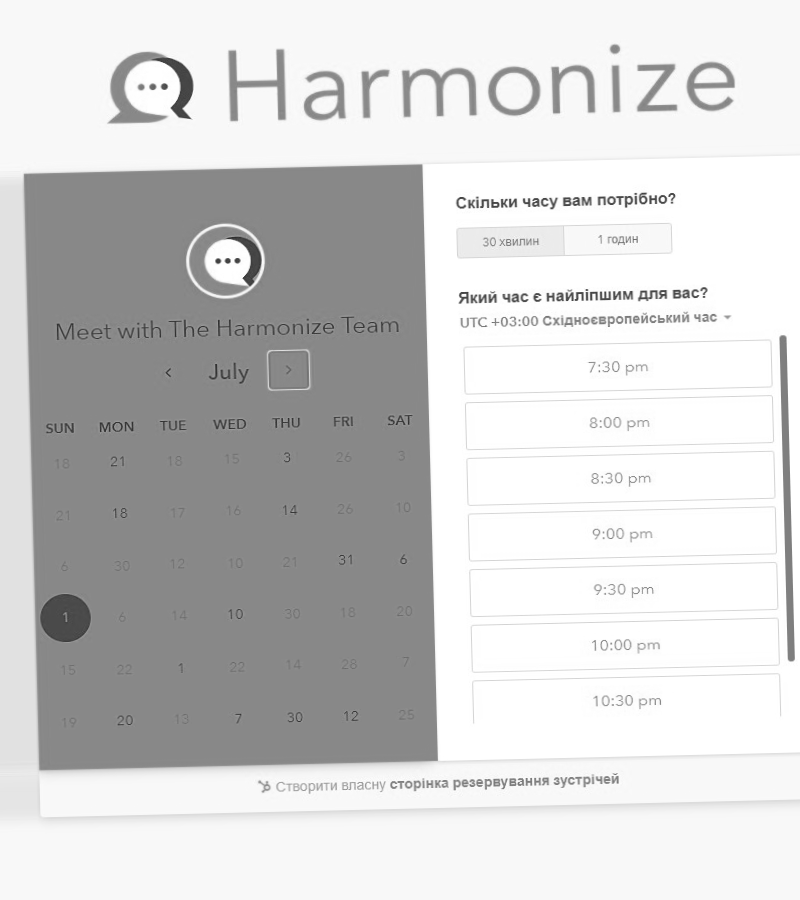 Harmonize
Meet with The Harmonize Team
July
SUN MON TUE WED THU FRI SAT
18 21 18 15 3 26 3
21 18 17 16 14 26 10
6 30 12 10 21 31 6
1 6 14 10 30 18 20
15 22 1 22 14 28 7
19 20 13 7 30 12 25
Скільки часу вам потрібно?
30 хвилин 1 годин
Який час є найліпшим для вас?
UTC +03:00 Східноєвропейський час
7:30 pm
8:00 pm
8:30 pm
9:00 pm
9:30 pm
10:00 pm
10:30 pm
Створити власну сторінка резервування зустрічей